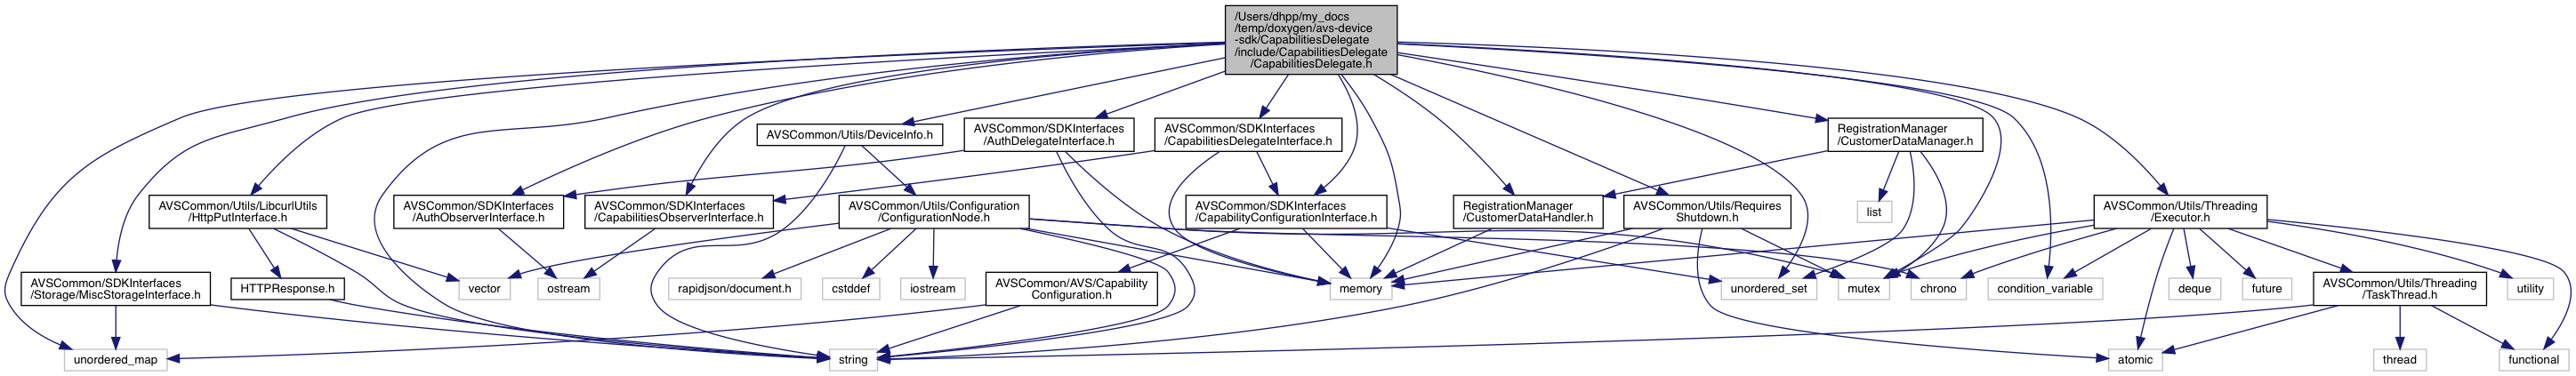 /Users/dhpp/my_docs
/temp/doxygen/avs-device
-sdk/CapabilitiesDelegate
/include/CapabilitiesDelegate
/CapabilitiesDelegate.h
AVSCommon/Utils/DeviceInfo.h
AVSCommon/SDKInterfaces
/AuthDelegateInterface.h
AVSCommon/SDKInterfaces
/CapabilitiesDelegateInterface.h
RegistrationManager
/CustomerDataManager.h
AVSCommon/Utils/LibcurlUtils
/HttpPutInterface.h
AVSCommon/SDKInterfaces
/AuthObserverInterface.h
AVSCommon/SDKInterfaces
/CapabilitiesObserverInterface.h
AVSCommon/Utils/Configuration
/ConfigurationNode.h
AVSCommon/SDKInterfaces
/CapabilityConfigurationInterface.h
RegistrationManager
/CustomerDataHandler.h
AVSCommon/Utils/Requires
Shutdown.h
list
AVSCommon/Utils/Threading
/Executor.h
AVSCommon/SDKInterfaces
/Storage/MiscStorageInterface.h
HTTPResponse.h
vector
ostream
rapidjson/document.h
cstddef
iostream
AVSCommon/AVS/Capability
Configuration.h
memory
unordered_set
mutex
chrono
condition_variable
deque
future
AVSCommon/Utils/Threading
/TaskThread.h
utility
unordered_map
string
atomic
thread
functional